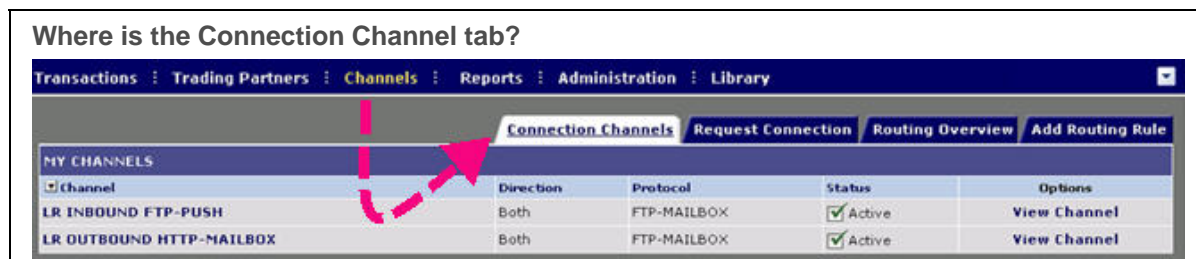 Where is the Connection Channel tab?
Transactions ⁝ Trading Partners ⁝ Channels ⁝ Reports ⁝ Administration ⁝ Library
Connection Channels Request Connection Routing Overview Add Routing Rule
MY CHANNELS
Channel Direction Protocol Status Options
LR INBOUND FTP-PUSH Both FTP-MAILBOX Active View Channel
LR OUTBOUND HTTP-MAILBOX Both FTP-MAILBOX Active View Channel